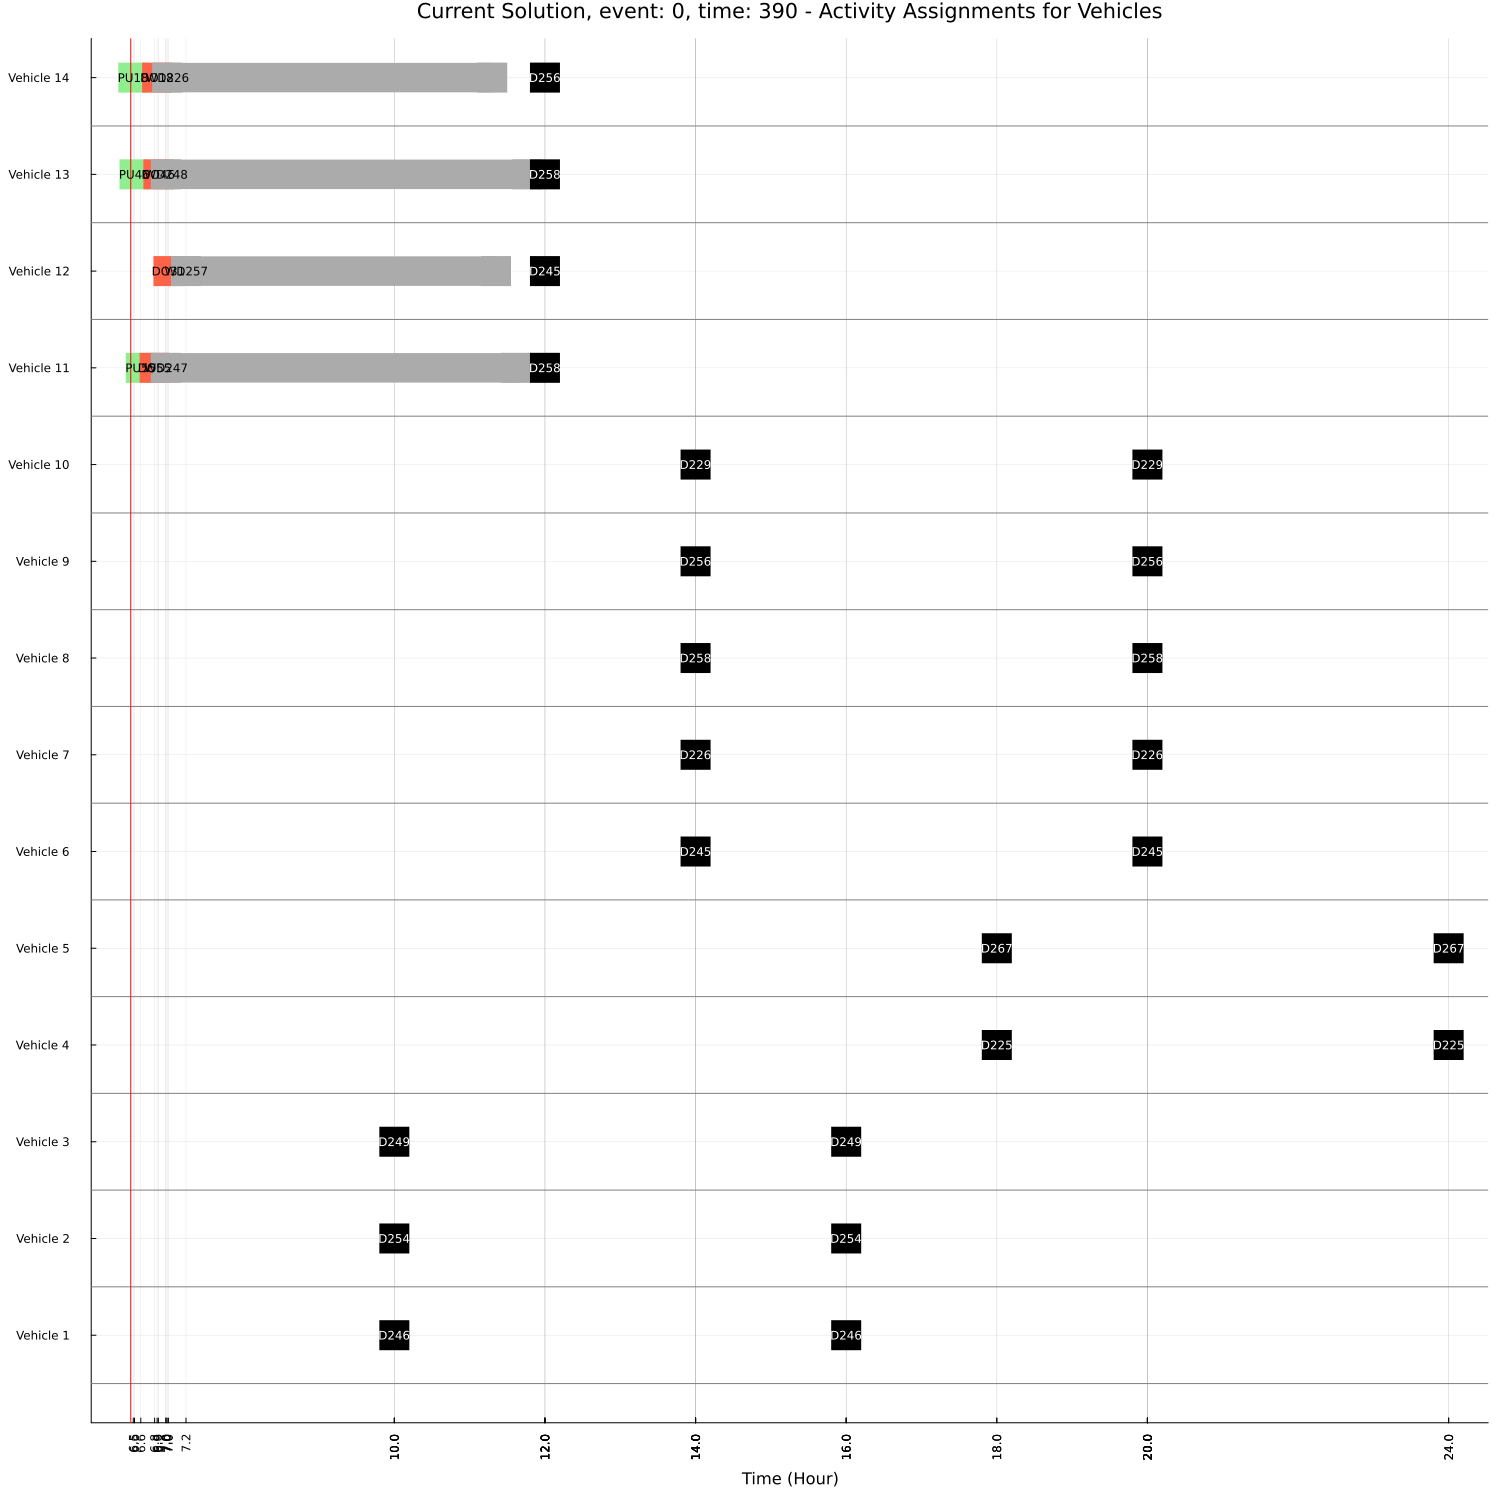 Current Solution, event: 0, time: 390 - Activity Assignments for Vehicles
Vehicle 14 D256
Vehicle 13 D258
Vehicle 12 D245
Vehicle 11 D258
Vehicle 10 D229 D229
Vehicle 9 D256 D256
Vehicle 8 D258 D258
Vehicle 7 D226 D226
Vehicle 6 D245 D245
Vehicle 5 D267 D267
Vehicle 4 D225 D225
Vehicle 3 D249 D249
Vehicle 2 D254 D254
Vehicle 1 D246 D246
6.6 7.0 7.2 10.0 12.0 14.0 16.0 18.0 20.0 24.0
Time (Hour)